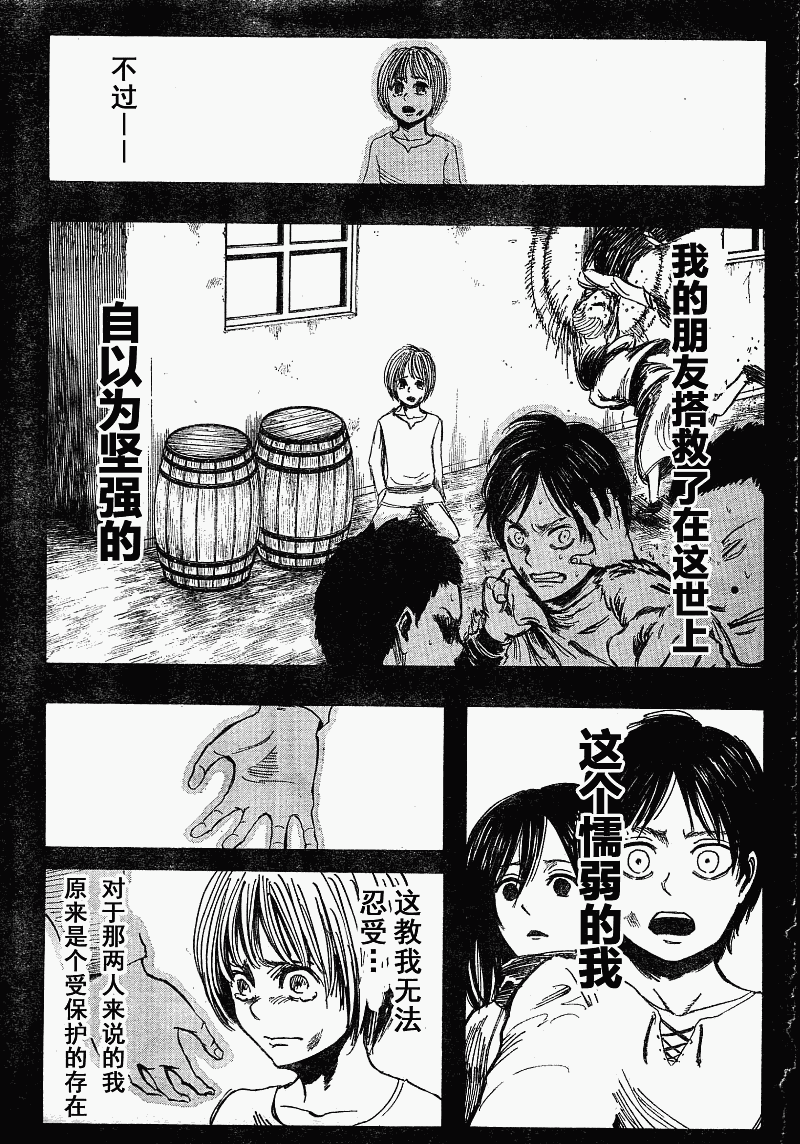 不过——
我的朋友搭救了在这世上
自以为坚强的
这个懦弱的我
这教我无法
忍受…
对于那两人来说的我
原来是个受保护的存在